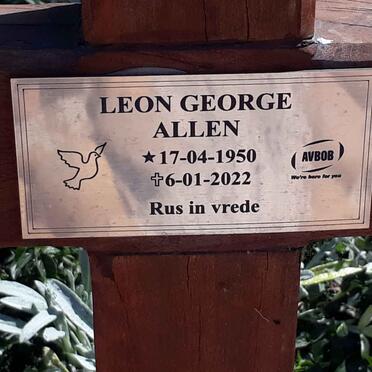 LEON GEORGE
ALLEN
★17-04-1950
✝6-01-2022
Rus in vrede
AVBOB
We're here for you